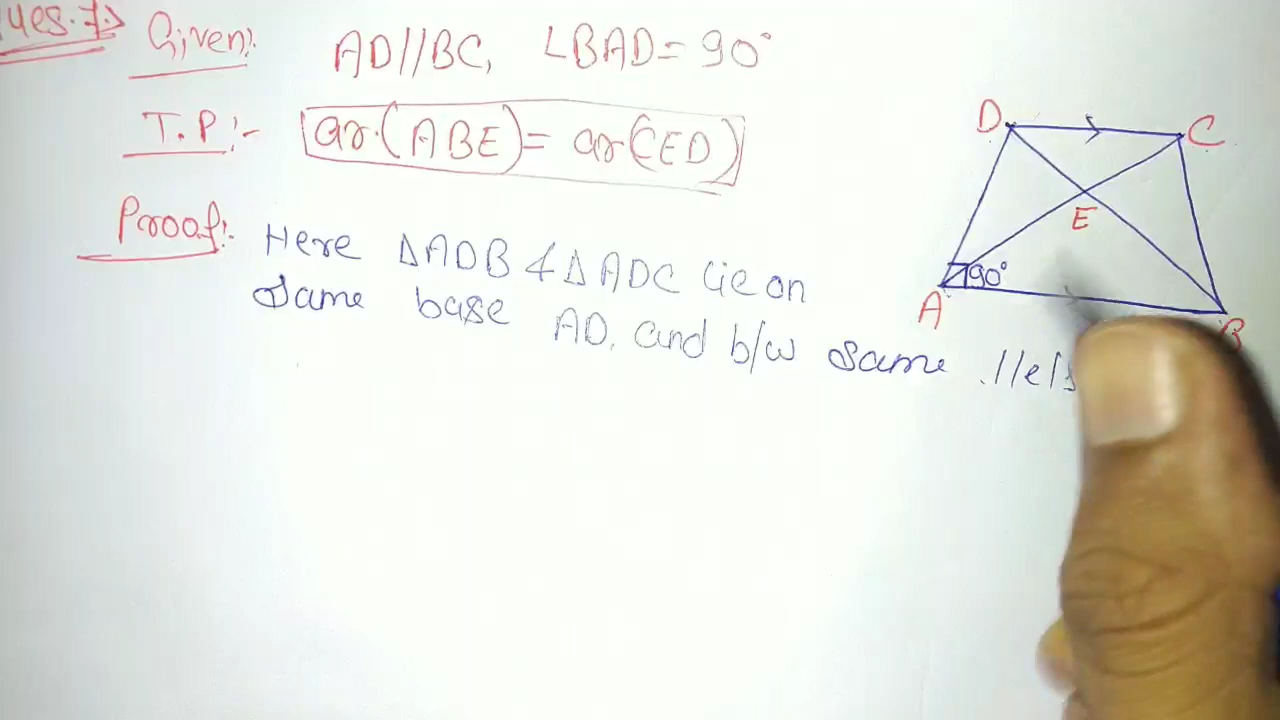 ues.7.>
Given:
AD//BC, ∠BAD= 90°
T.P:-
ar.(ABE)= ar(CED)
Proof:-
Here ΔADB & ΔADC lie on
Same base AD, and b/w Same //els
D
C
E
90°
A
B